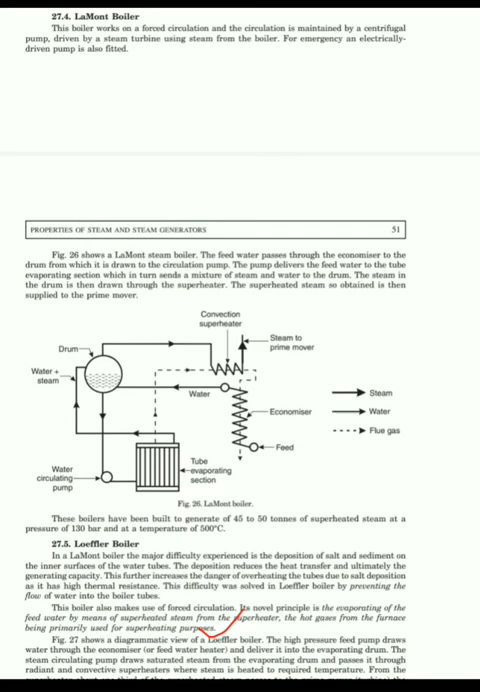 27.4. LaMont Boiler
This boiler works on a forced circulation and the circulation is maintained by a centrifugal
pump, driven by a steam turbine using steam from the boiler. For emergency an electrically-
driven pump is also fitted.
PROPERTIES OF STEAM AND STEAM GENERATORS 51
Fig. 26 shows a LaMont steam boiler. The feed water passes through the economiser to the
drum from which it is drawn to the circulation pump. The pump delivers the feed water to the tube
evaporating section which in turn sends a mixture of steam and water to the drum. The steam in
the drum is then drawn through the superheater. The superheated steam so obtained is then
supplied to the prime mover.
Convection
superheater
Steam to
prime mover
Drum
Water +
steam
Water
Steam
Water
Flue gas
Economiser
Feed
Tube
evaporating
section
Water
circulating
pump
Fig. 26. LaMont boiler.
These boilers have been built to generate of 45 to 50 tonnes of superheated steam at a
pressure of 130 bar and at a temperature of 500°C.
27.5. Loeffler Boiler
In a LaMont boiler the major difficulty experienced is the deposition of salt and sediment on
the inner surfaces of the water tubes. The deposition reduces the heat transfer and ultimately the
generating capacity. This further increases the danger of overheating the tubes due to salt deposition
as it has high thermal resistance. This difficulty was solved in Loeffler boiler by preventing the
flow of water into the boiler tubes.
This boiler also makes use of forced circulation. Its novel principle is the evaporating of the
feed water by means of superheated steam from the superheater, the hot gases from the furnace
being primarily used for superheating purposes.
Fig. 27 shows a diagrammatic view of a Loeffler boiler. The high pressure feed pump draws
water through the economiser (or feed water heater) and deliver it into the evaporating drum. The
steam circulating pump draws saturated steam from the evaporating drum and passes it through
radiant and convective superheaters where steam is heated to required temperature. From the